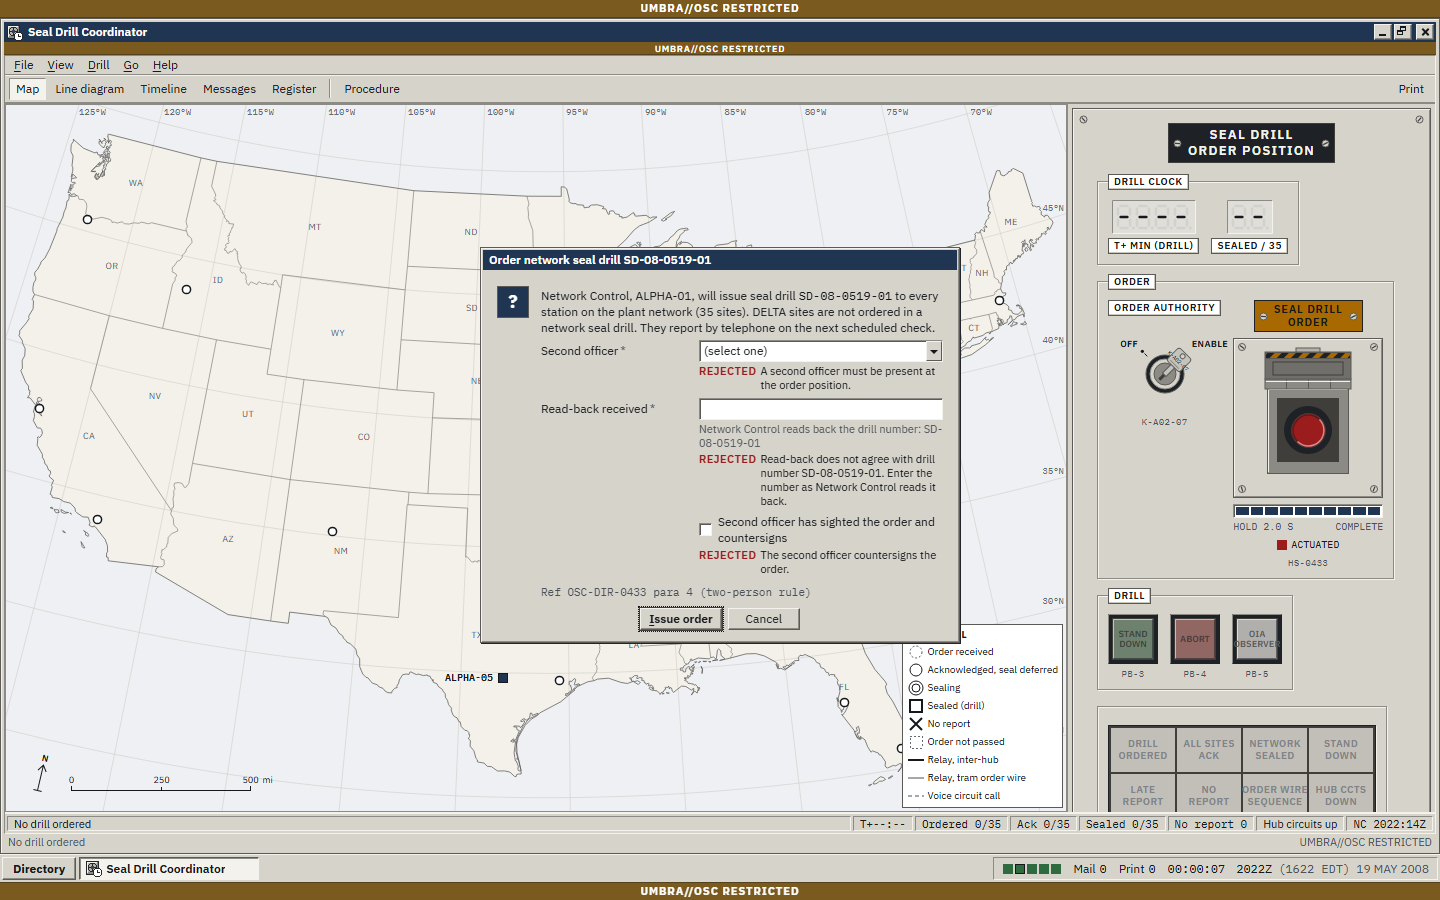 UMBRA//OSC RESTRICTED
Seal Drill Coordinator
UMBRA//OSC RESTRICTED
File View Drill Go Help
Map Line diagram Timeline Messages Register Procedure Print
125°W 120°W 115°W 110°W 105°W 100°W 95°W 90°W 85°W 80°W 75°W 70°W
WA
MT
ND
ME
45°N
OR
ID
SD
NH
WY
CT
40°N
NV
UT
CO
CA
35°N
AZ
NM
30°N
FL
ALPHA-05
N
0 250 500 mi
Order network seal drill SD-08-0519-01
?
Network Control, ALPHA-01, will issue seal drill SD-08-0519-01 to every
station on the plant network (35 sites). DELTA sites are not ordered in a
network seal drill. They report by telephone on the next scheduled check.
Second officer *
(select one)
REJECTED A second officer must be present at
the order position.
Read-back received *
Network Control reads back the drill number: SD-
08-0519-01
REJECTED Read-back does not agree with drill
number SD-08-0519-01. Enter the
number as Network Control reads it
back.
Second officer has sighted the order and
countersigns
REJECTED The second officer countersigns the
order.
Ref OSC-DIR-0433 para 4 (two-person rule)
Issue order Cancel
Order received
Acknowledged, seal deferred
Sealing
Sealed (drill)
No report
Order not passed
Relay, inter-hub
Relay, tram order wire
Voice circuit call
SEAL DRILL
ORDER POSITION
DRILL CLOCK
- - - - - -
T+ MIN (DRILL) SEALED / 35
ORDER
ORDER AUTHORITY
SEAL DRILL
ORDER
OFF ENABLE
K-A02-07
HOLD 2.0 S COMPLETE
ACTUATED
HS-0433
DRILL
STAND
DOWN
ABORT
OIA
OBSERVER
PB-3 PB-4 PB-5
DRILL
ORDERED
ALL SITES
ACK
NETWORK
SEALED
STAND
DOWN
LATE
REPORT
NO
REPORT
ORDER WIRE
SEQUENCE
HUB CCTS
DOWN
No drill ordered T+--:-- Ordered 0/35 Ack 0/35 Sealed 0/35 No report 0 Hub circuits up NC 2022:14Z
No drill ordered UMBRA//OSC RESTRICTED
Directory Seal Drill Coordinator Mail 0 Print 0 00:00:07 2022Z (1622 EDT) 19 MAY 2008
UMBRA//OSC RESTRICTED